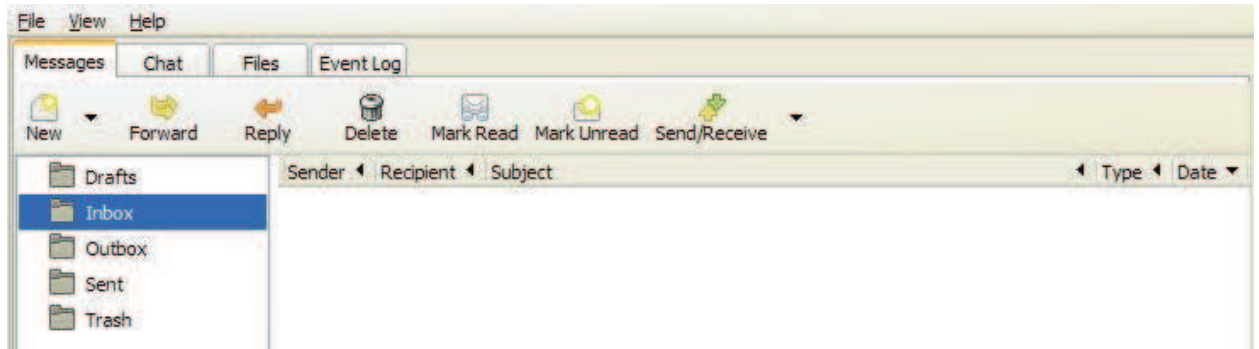 File View Help
Messages Chat Files Event Log
New Forward Reply Delete Mark Read Mark Unread Send/Receive
Drafts
Sender Recipient Subject Type Date
Inbox
Outbox
Sent
Trash